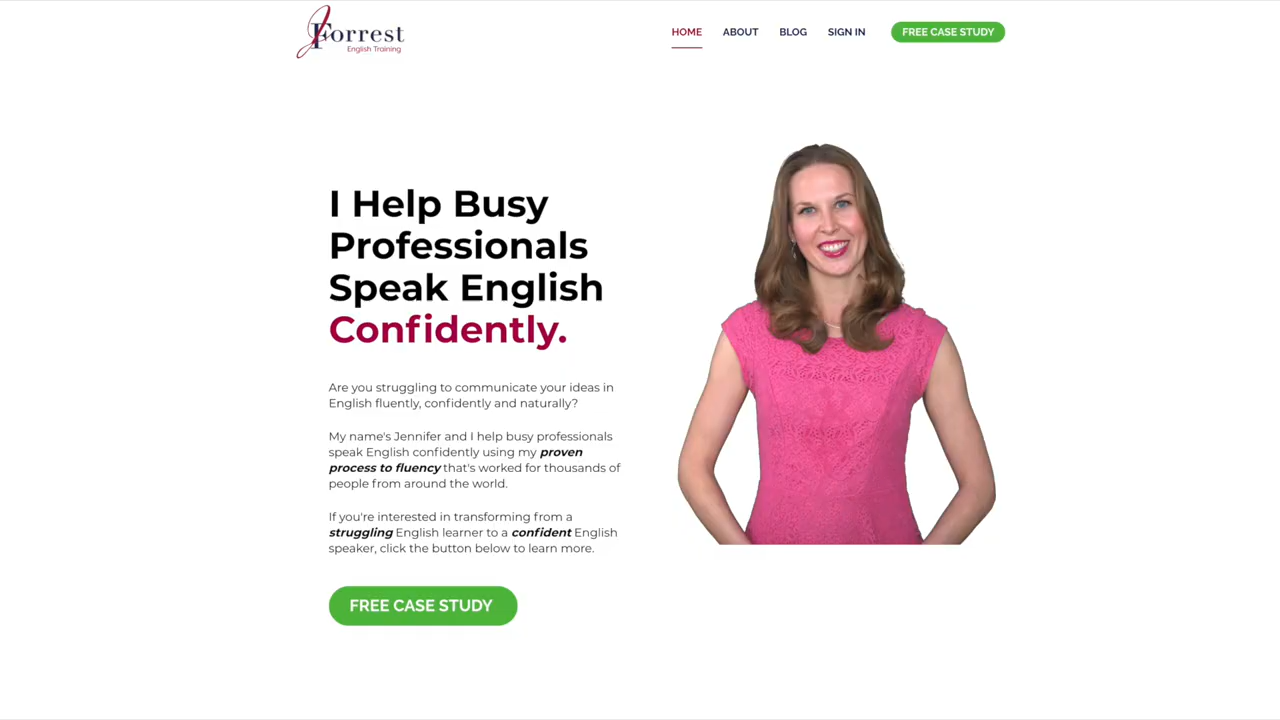 JForrest
English Training
HOME
ABOUT
BLOG
SIGN IN
FREE CASE STUDY
I Help Busy
Professionals
Speak English
Confidently.
Are you struggling to communicate your ideas in
English fluently, confidently and naturally?
My name's Jennifer and I help busy professionals
speak English confidently using my proven
process to fluency that's worked for thousands of
people from around the world.
If you're interested in transforming from a
struggling English learner to a confident English
speaker, click the button below to learn more.
FREE CASE STUDY